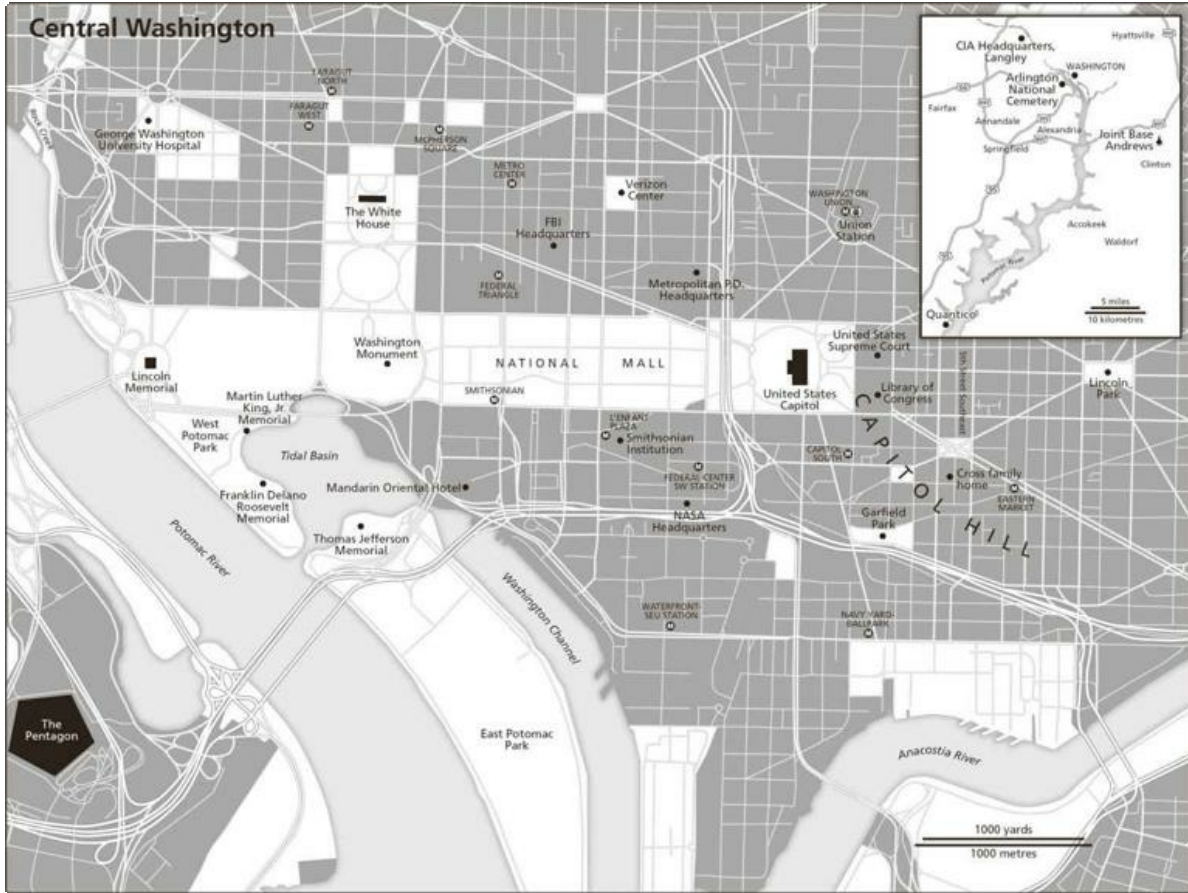 Central Washington
FARAGUT
NORTH
FARAGUT
WEST
Rock Creek
George Washington
University Hospital
MCPHERSON
SQUARE
METRO
CENTER
Verizon
Center
WASHINGTON
UNION
Union
Station
The White
House
FBI
Headquarters
FEDERAL
TRIANGLE
Metropolitan P.D.
Headquarters
CIA Headquarters,
Langley
Hyattsville
WASHINGTON
Arlington
National
Cemetery
Fairfax
Annandale
Alexandria
Springfield
Joint Base
Andrews
Clinton
Accokeek
Waldorf
Potomac River
Quantico
5 miles
10 kilometres
Washington
Monument
NATIONAL MALL
United States
Supreme Court
Lincoln
Memorial
SMITHSONIAN
United States
Capitol
Library of
Congress
5th Street Southeast
Lincoln
Park
Martin Luther
King, Jr
Memorial
West
Potomac
Park
Tidal Basin
L'ENFANT
PLAZA
Smithsonian
Institution
CAPITOL
SOUTH
CAPITOL HILL
Mandarin Oriental Hotel
FEDERAL CENTER
SW STATION
Cross family
home
EASTERN
MARKET
Franklin Delano
Roosevelt
Memorial
NASA
Headquarters
Garfield
Park
Thomas Jefferson
Memorial
Potomac River
Washington Channel
WATERFRONT-
SEU STATION
NAVY YARD-
BALLPARK
The
Pentagon
East Potomac
Park
Anacostia River
1000 yards
1000 metres